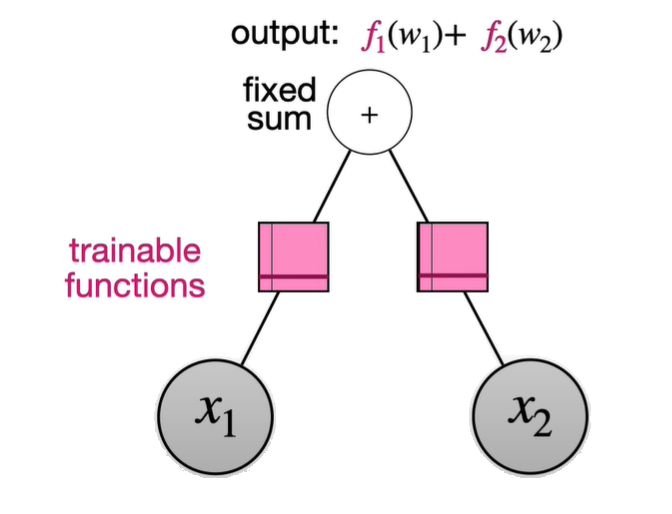 output: f₁(w₁)+ f₂(w₂)
fixed
sum
+
trainable
functions
x₁
x₂